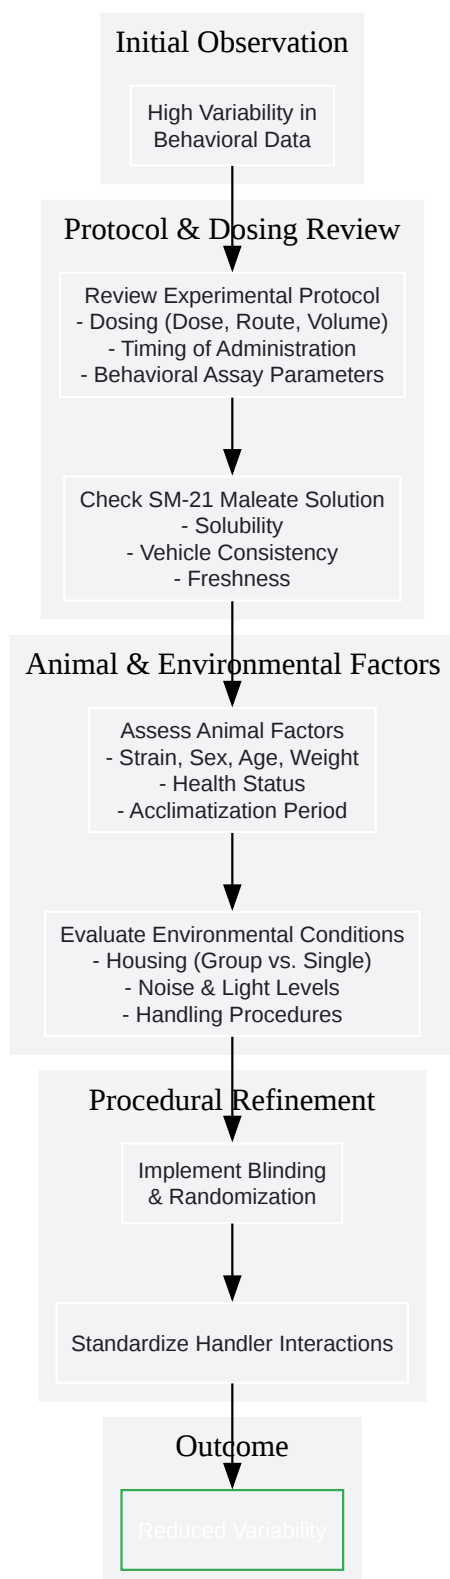 Initial Observation
High Variability in
Behavioral Data
Protocol & Dosing Review
Review Experimental Protocol
- Dosing (Dose, Route, Volume)
- Timing of Administration
- Behavioral Assay Parameters
Check SM-21 Maleate Solution
- Solubility
- Vehicle Consistency
- Freshness
Animal & Environmental Factors
Assess Animal Factors
- Strain, Sex, Age, Weight
- Health Status
- Acclimatization Period
Evaluate Environmental Conditions
- Housing (Group vs. Single)
- Noise & Light Levels
- Handling Procedures
Procedural Refinement
Implement Blinding
& Randomization
Standardize Handler Interactions
Outcome
Reduced Variability